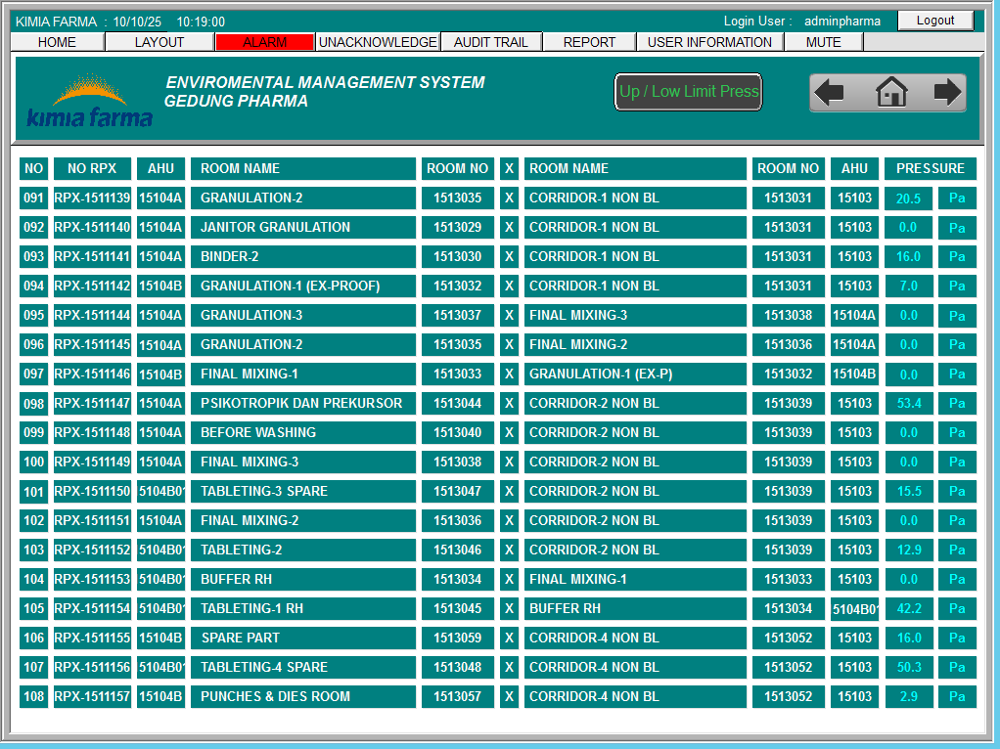 KIMIA FARMA : 10/10/25 10:19:00 Login User : adminpharma Logout
HOME LAYOUT ALARM UNACKNOWLEDGE AUDIT TRAIL REPORT USER INFORMATION MUTE
kimia farma
ENVIROMENTAL MANAGEMENT SYSTEM
GEDUNG PHARMA
Up / Low Limit Press
NO NO RPX AHU ROOM NAME ROOM NO X ROOM NAME ROOM NO AHU PRESSURE
091 RPX-1511139 15104A GRANULATION-2 1513035 X CORRIDOR-1 NON BL 1513031 15103 20.5 Pa
092 RPX-1511140 15104A JANITOR GRANULATION 1513029 X CORRIDOR-1 NON BL 1513031 15103 0.0 Pa
093 RPX-1511141 15104A BINDER-2 1513030 X CORRIDOR-1 NON BL 1513031 15103 16.0 Pa
094 RPX-1511142 15104B GRANULATION-1 (EX-PROOF) 1513032 X CORRIDOR-1 NON BL 1513031 15103 7.0 Pa
095 RPX-1511144 15104A GRANULATION-3 1513037 X FINAL MIXING-3 1513038 15104A 0.0 Pa
096 RPX-1511145 15104A GRANULATION-2 1513035 X FINAL MIXING-2 1513036 15104A 0.0 Pa
097 RPX-1511146 15104B FINAL MIXING-1 1513033 X GRANULATION-1 (EX-P) 1513032 15104B 0.0 Pa
098 RPX-1511147 15104A PSIKOTROPIK DAN PREKURSOR 1513044 X CORRIDOR-2 NON BL 1513039 15103 53.4 Pa
099 RPX-1511148 15104A BEFORE WASHING 1513040 X CORRIDOR-2 NON BL 1513039 15103 0.0 Pa
100 RPX-1511149 15104A FINAL MIXING-3 1513038 X CORRIDOR-2 NON BL 1513039 15103 0.0 Pa
101 RPX-1511150 5104B01 TABLETING-3 SPARE 1513047 X CORRIDOR-2 NON BL 1513039 15103 15.5 Pa
102 RPX-1511151 15104A FINAL MIXING-2 1513036 X CORRIDOR-2 NON BL 1513039 15103 0.0 Pa
103 RPX-1511152 5104B01 TABLETING-2 1513046 X CORRIDOR-2 NON BL 1513039 15103 12.9 Pa
104 RPX-1511153 5104B01 BUFFER RH 1513034 X FINAL MIXING-1 1513033 15103 0.0 Pa
105 RPX-1511154 5104B01 TABLETING-1 RH 1513045 X BUFFER RH 1513034 5104B01 42.2 Pa
106 RPX-1511155 15104B SPARE PART 1513059 X CORRIDOR-4 NON BL 1513052 15103 16.0 Pa
107 RPX-1511156 5104B01 TABLETING-4 SPARE 1513048 X CORRIDOR-4 NON BL 1513052 15103 50.3 Pa
108 RPX-1511157 15104B PUNCHES & DIES ROOM 1513057 X CORRIDOR-4 NON BL 1513052 15103 2.9 Pa